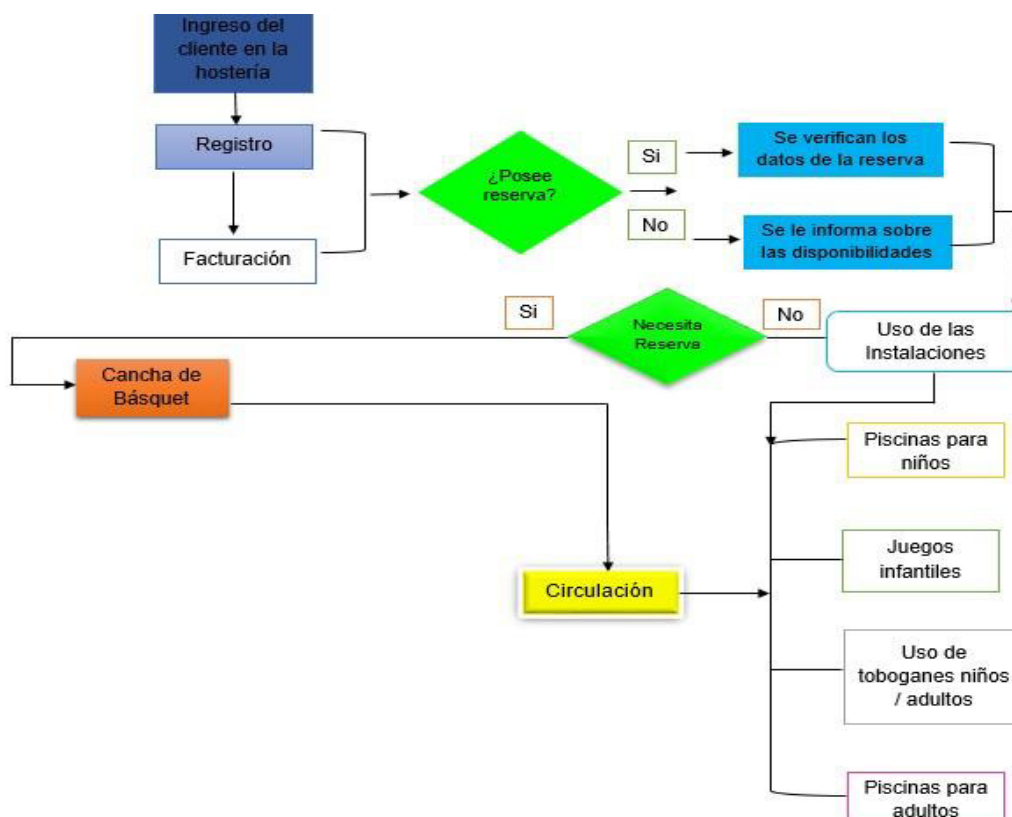 Ingreso del
cliente en la
hostería
Registro
Facturación
¿Posee
reserva?
Si
No
Se verifican los
datos de la reserva
Se le informa sobre
las disponibilidades
Si
Necesita
Reserva
No
Uso de las
Instalaciones
Cancha de
Básquet
Circulación
Piscinas para
niños
Juegos
infantiles
Uso de
toboganes niños
/ adultos
Piscinas para
adultos